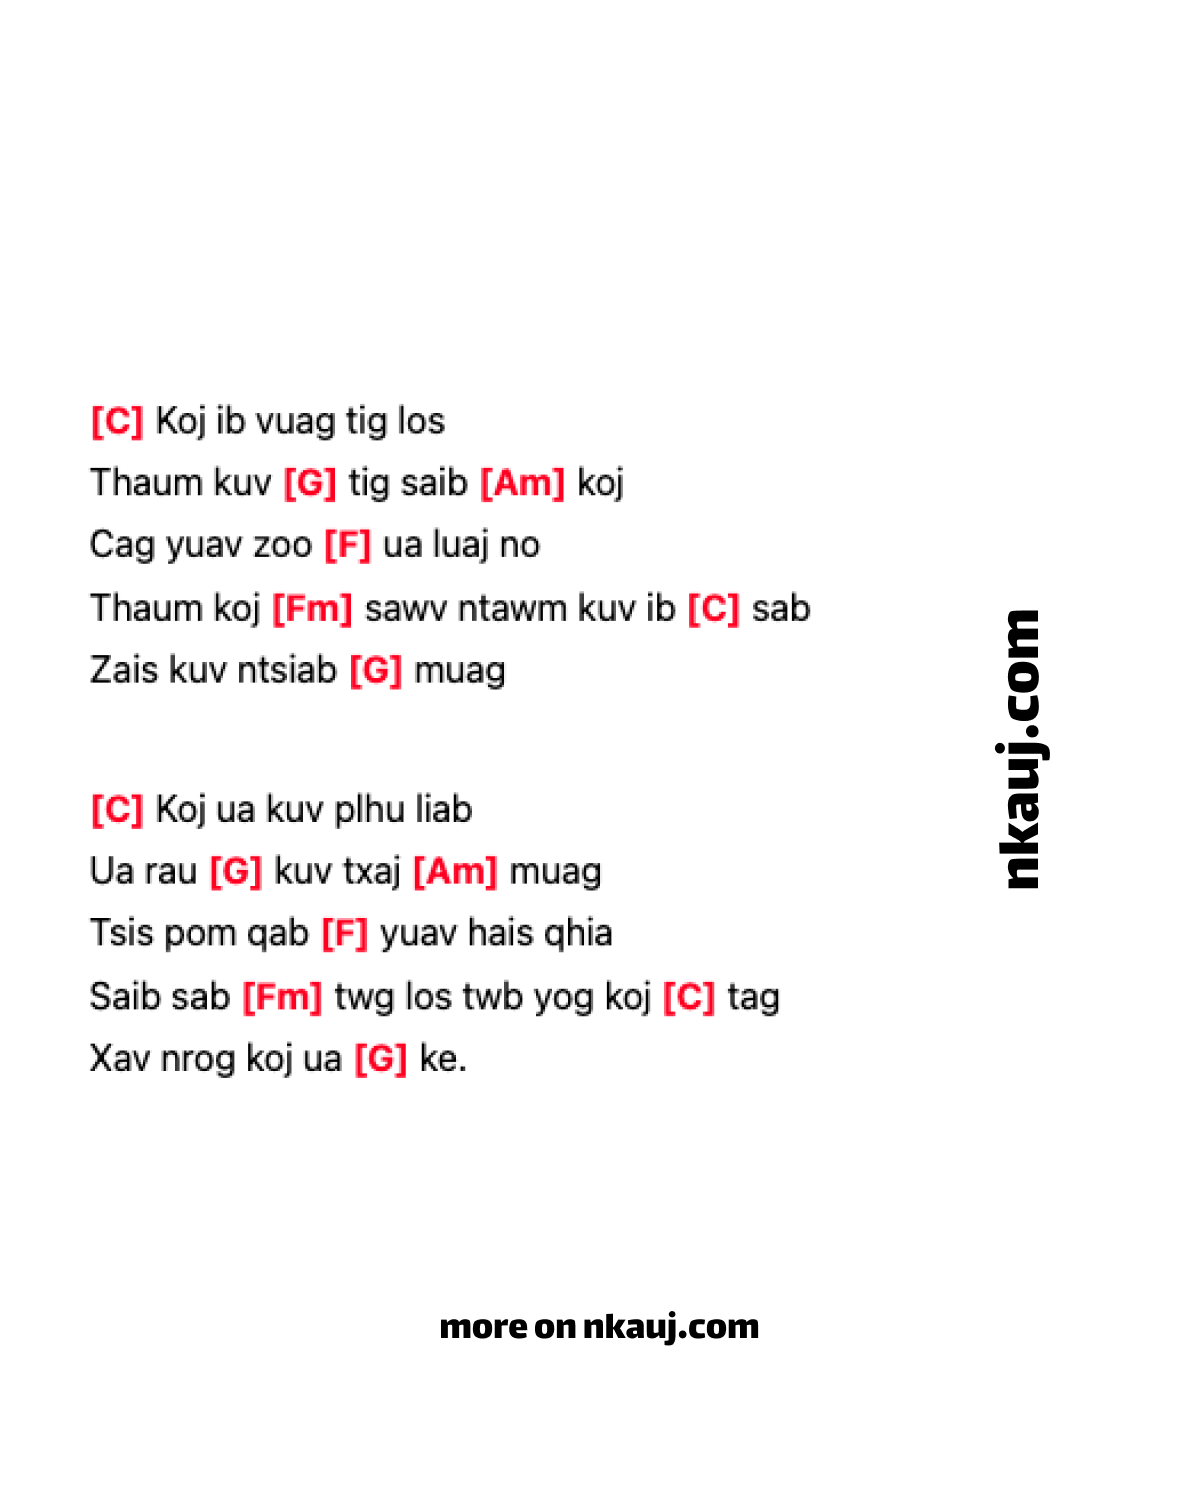 [C] Koj ib vuag tig los
Thaum kuv [G] tig saib [Am] koj
Cag yuav zoo [F] ua luaj no
Thaum koj [Fm] sawv ntawm kuv ib [C] sab
Zais kuv ntsiab [G] muag
[C] Koj ua kuv plhu liab
Ua rau [G] kuv txaj [Am] muag
Tsis pom qab [F] yuav hais qhia
Saib sab [Fm] twg los twb yog koj [C] tag
Xav nrog koj ua [G] ke.
nkauj.com
more on nkauj.com